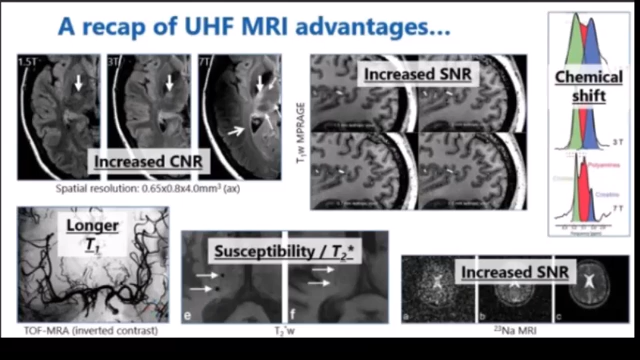 A recap of UHF MRI advantages...
1.5T
3T
7T
Increased CNR
Spatial resolution: 0.65x0.8x4.0mm³ (ax)
T₁w MPRAGE
Increased SNR
Chemical
shift
3 T
Polyamines
Creatine
7 T
Longer
T₁
TOF-MRA (inverted contrast)
Susceptibility / T₂*
e
f
T₂*w
Increased SNR
a
b
c
²³Na MRI